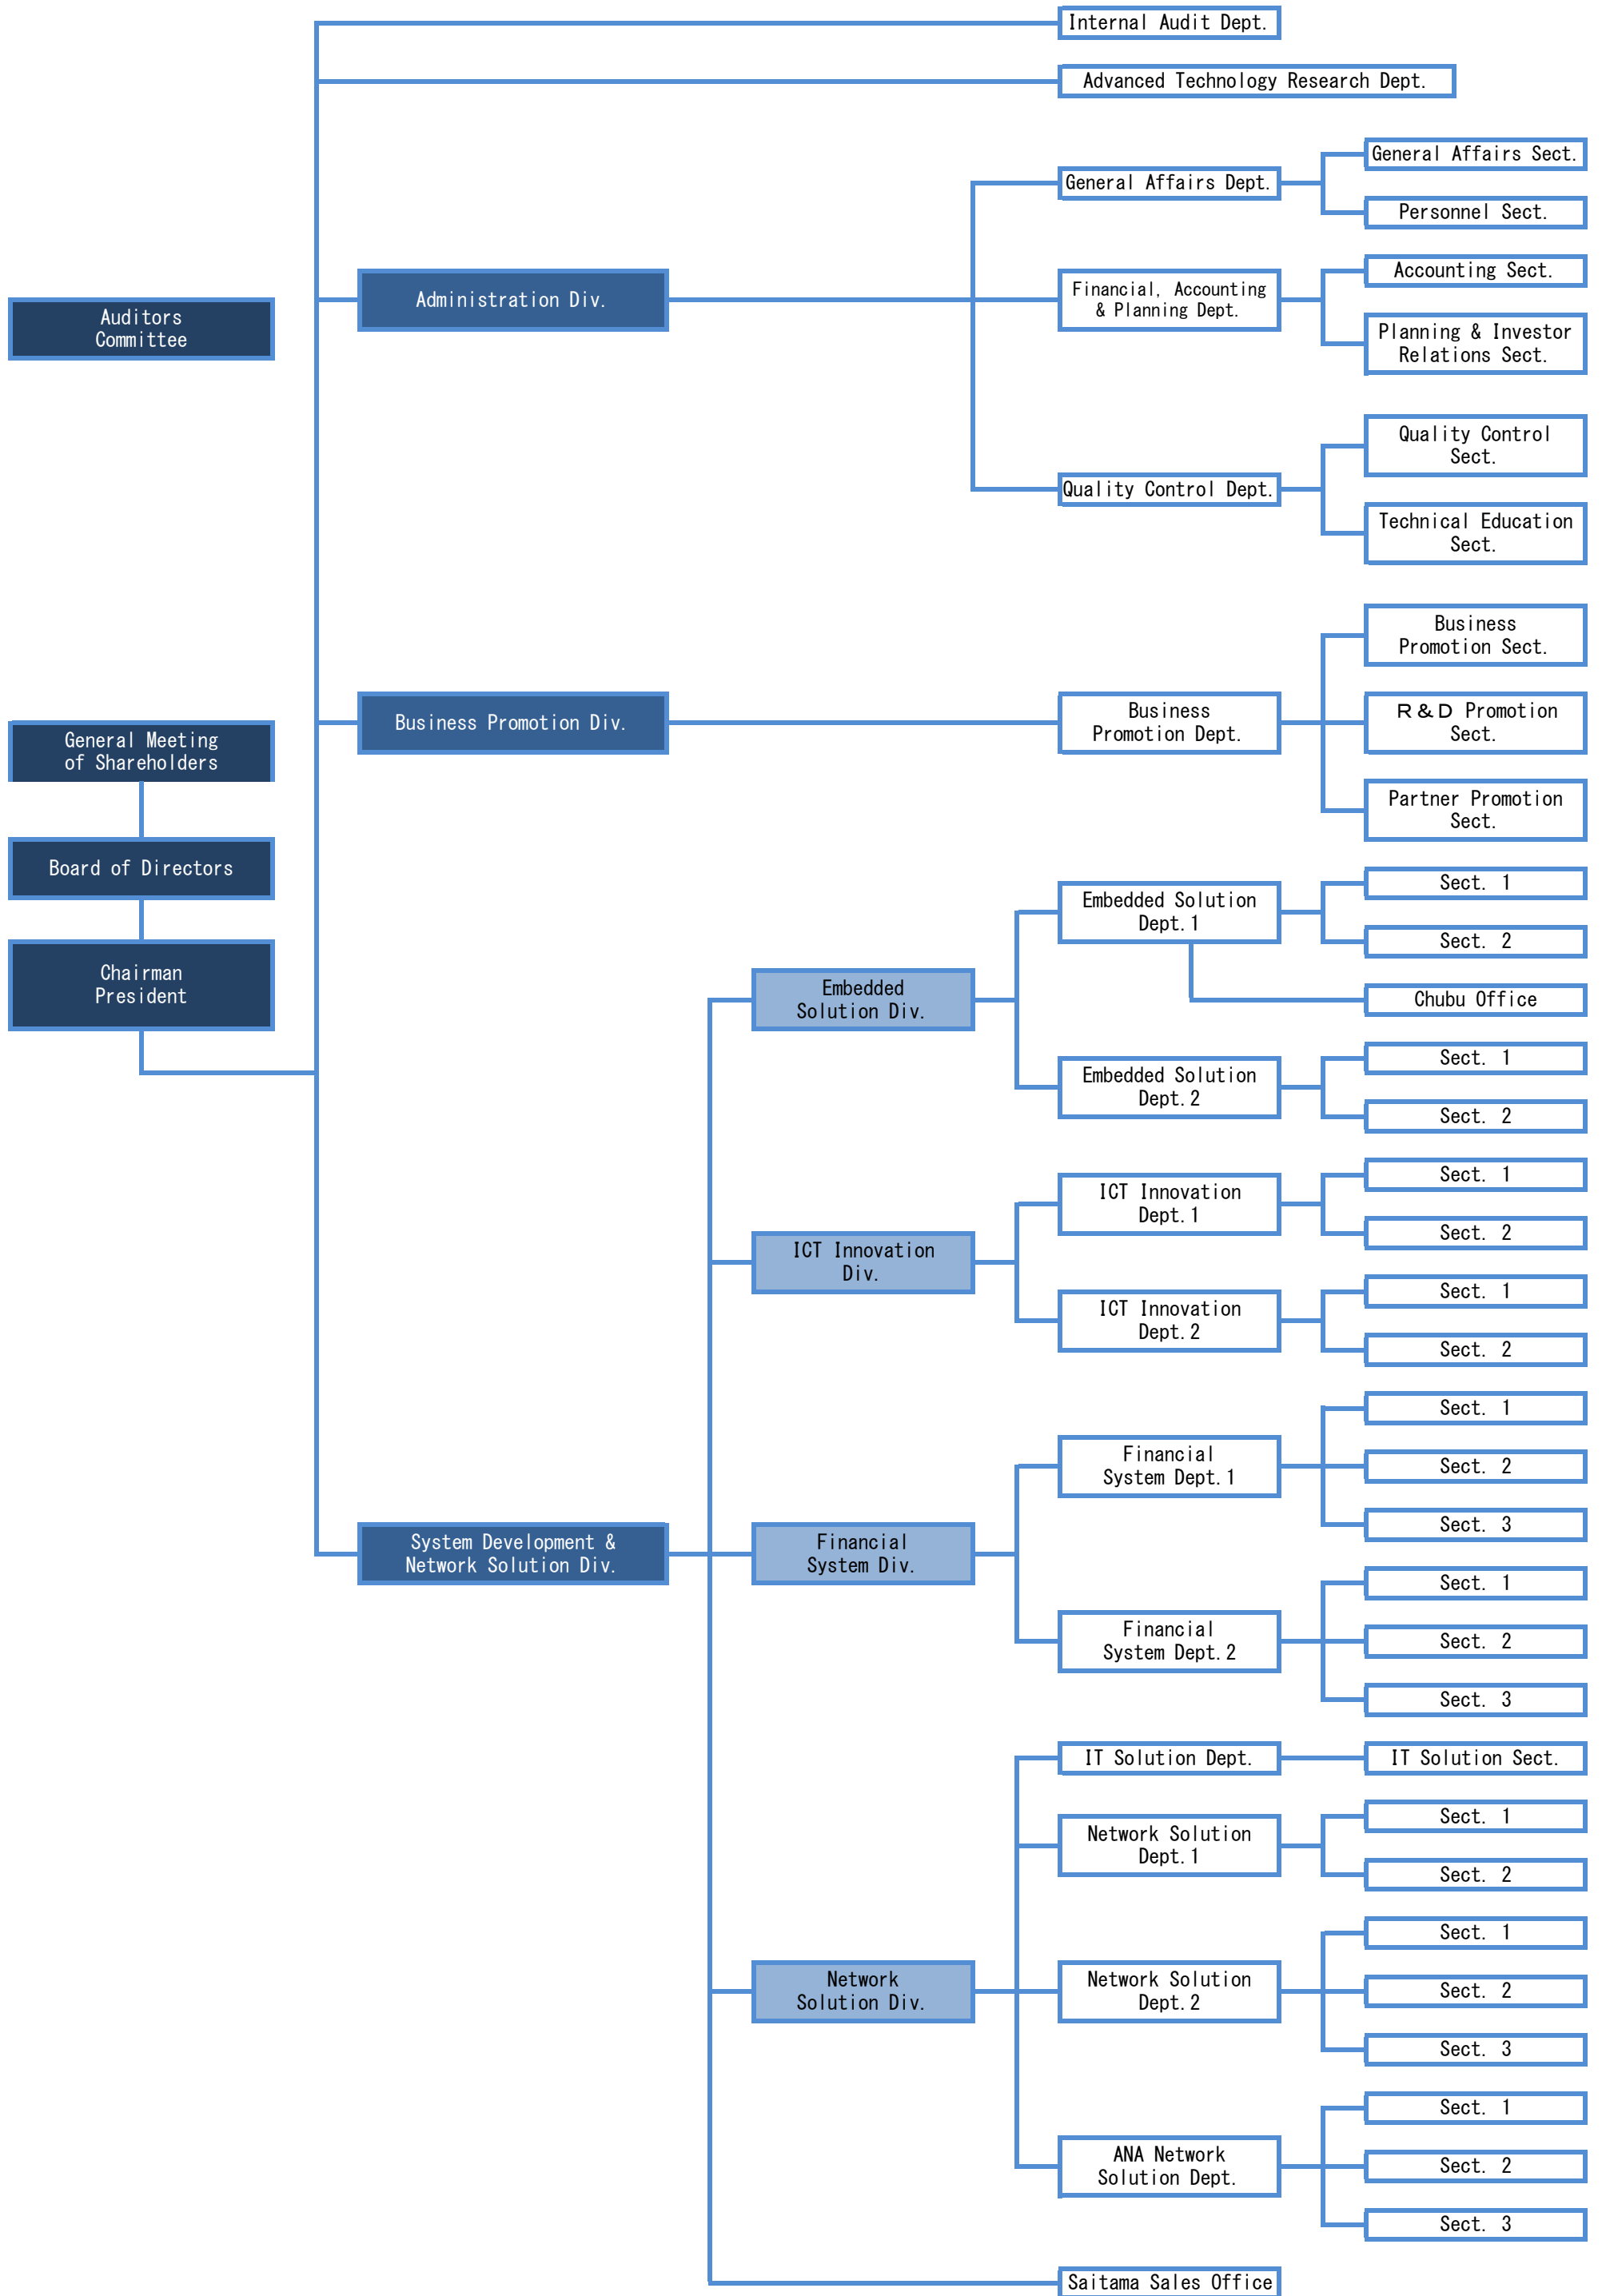 Internal Audit Dept.
Advanced Technology Research Dept.
General Affairs Sect.
General Affairs Dept.
Personnel Sect.
Accounting Sect.
Administration Div.
Financial, Accounting
& Planning Dept.
Auditors
Committee
Planning & Investor
Relations Sect.
Quality Control
Sect.
Quality Control Dept.
Technical Education
Sect.
Business
Promotion Sect.
Business Promotion Div.
Business
Promotion Dept.
R&D Promotion
Sect.
General Meeting
of Shareholders
Partner Promotion
Sect.
Board of Directors
Sect. 1
Embedded Solution
Dept.1
Sect. 2
Chairman
President
Embedded
Solution Div.
Chubu Office
Sect. 1
Embedded Solution
Dept.2
Sect. 2
Sect. 1
ICT Innovation
Dept.1
Sect. 2
ICT Innovation
Div.
Sect. 1
ICT Innovation
Dept.2
Sect. 2
Sect. 1
Financial
System Dept.1
Sect. 2
Sect. 3
System Development &
Network Solution Div.
Financial
System Div.
Sect. 1
Financial
System Dept.2
Sect. 2
Sect. 3
IT Solution Dept.
IT Solution Sect.
Sect. 1
Network Solution
Dept.1
Sect. 2
Sect. 1
Network
Solution Div.
Network Solution
Dept.2
Sect. 2
Sect. 3
Sect. 1
ANA Network
Solution Dept.
Sect. 2
Sect. 3
Saitama Sales Office